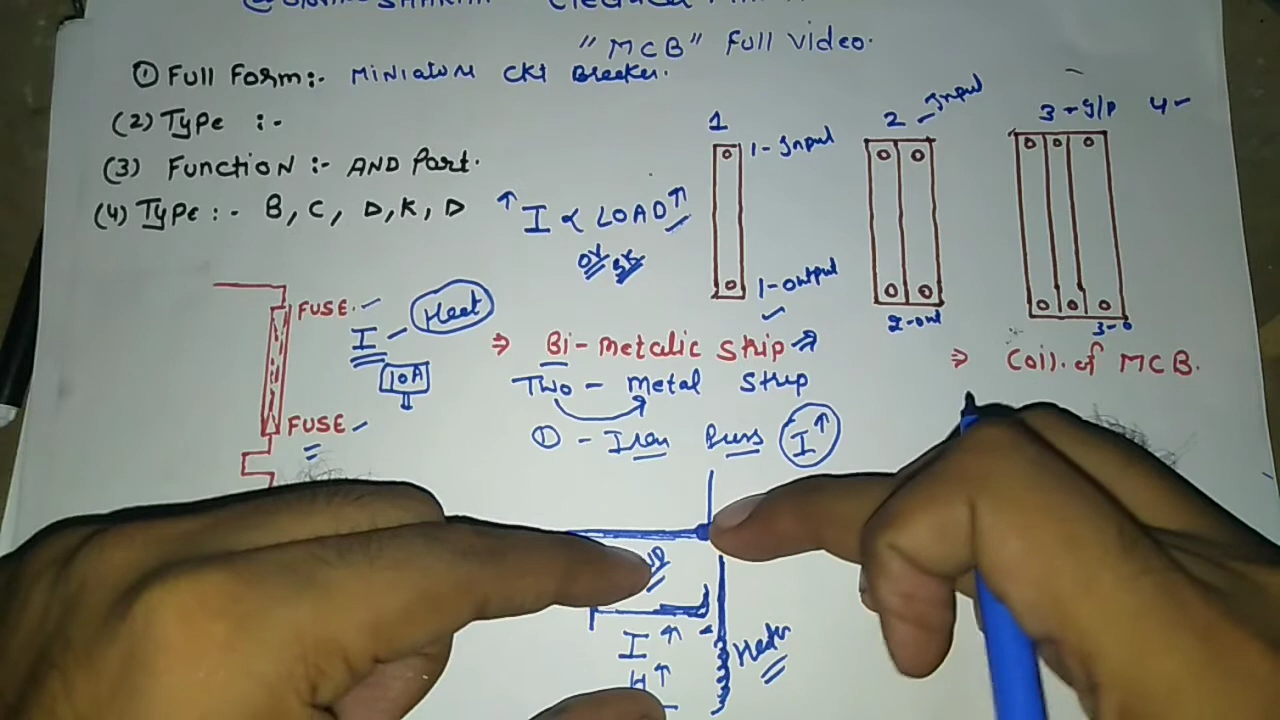 "MCB" Full Video.
① Full Form:- Miniature Ckt Breaker.
(2) Type :-
(3) Function :- AND Part.
(4) Type :- B, C, D, K, D
↑ I ∝ LOAD ↑
1
1-Input
1-output
2-Input
2-out
3-I/P
3-o
4-
FUSE.
I - Heat
10A
FUSE
⇒ Bi-Metalic Strip
Two - Metal Strip
① - Iron Burs I↑
⇒ Coil. of MCB.
I ↑
H ↑
Heater